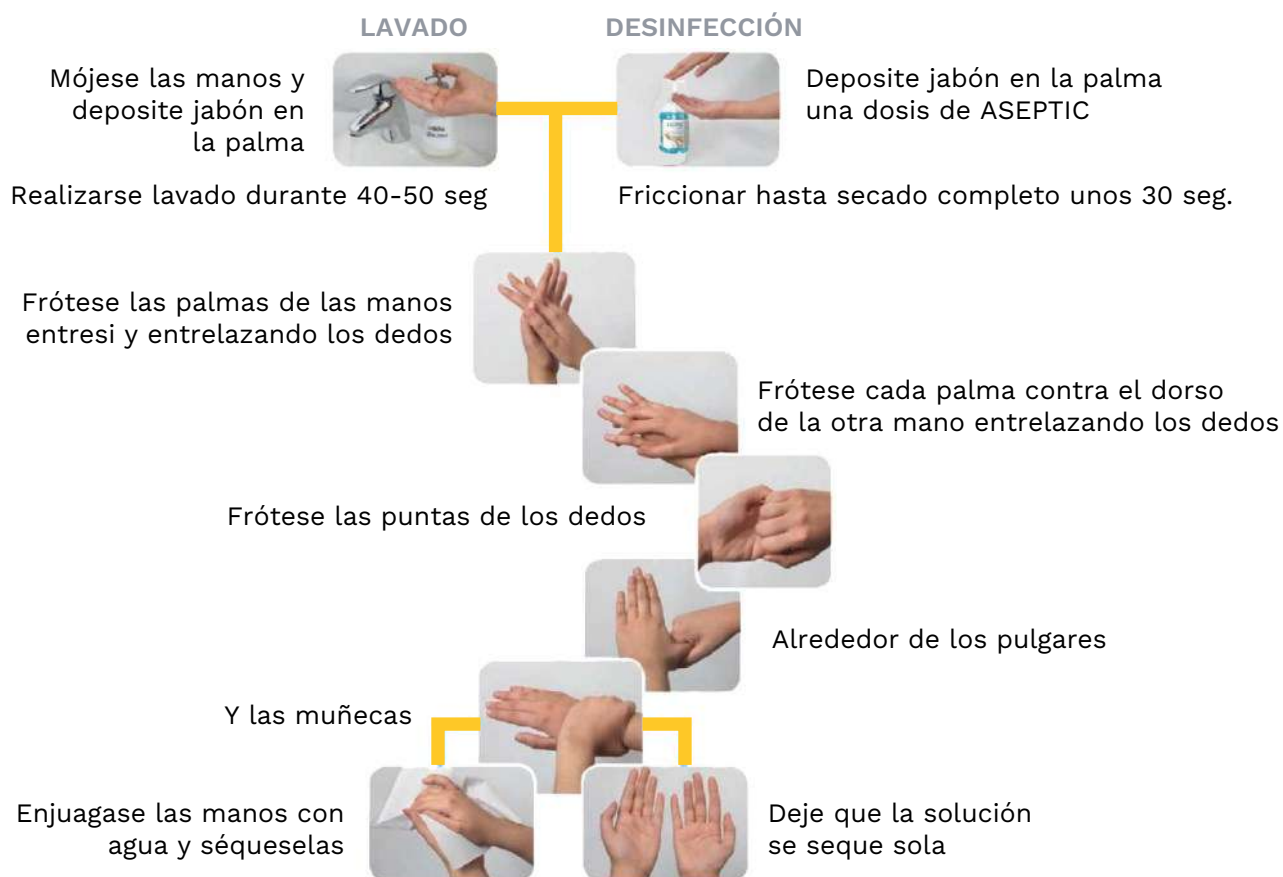 LAVADO
DESINFECCIÓN
Mójese las manos y
deposite jabón en
la palma
Deposite jabón en la palma
una dosis de ASEPTIC
Realizarse lavado durante 40-50 seg
Friccionar hasta secado completo unos 30 seg.
Frótese las palmas de las manos
entresi y entrelazando los dedos
Frótese cada palma contra el dorso
de la otra mano entrelazando los dedos
Frótese las puntas de los dedos
Alrededor de los pulgares
Y las muñecas
Enjuagase las manos con
agua y séqueselas
Deje que la solución
se seque sola